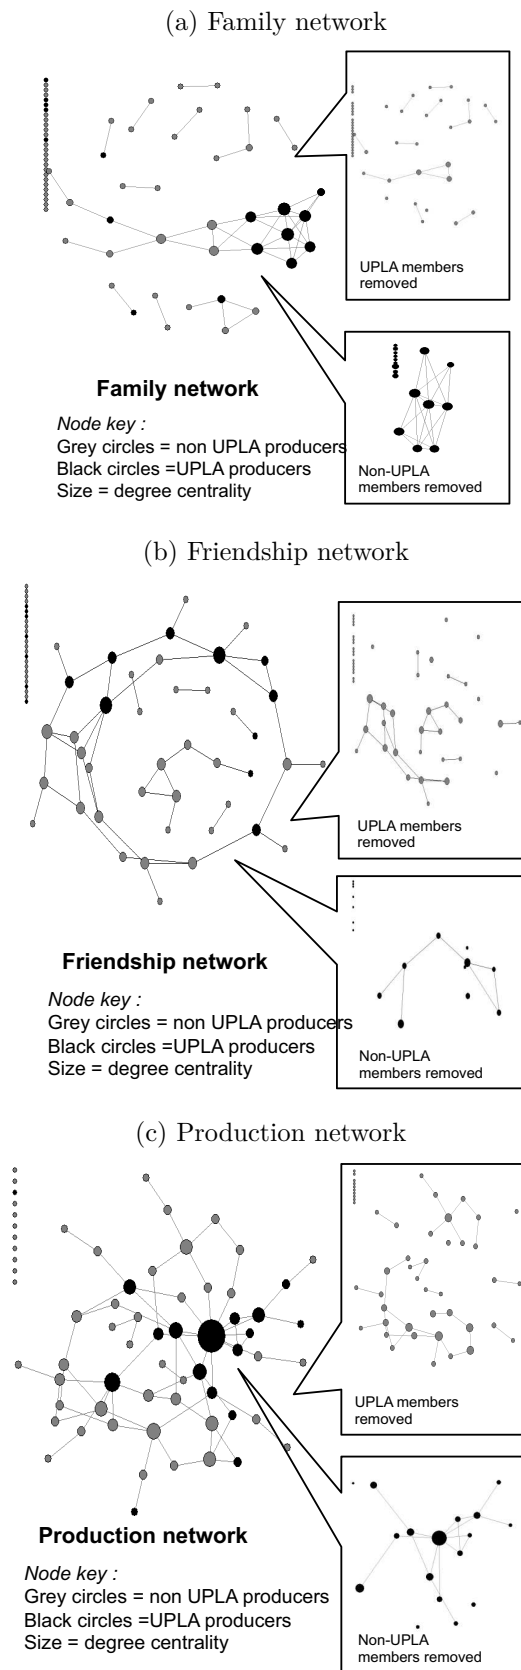 (a) Family network
UPLA members
removed
Family network
Node key :
Grey circles = non UPLA producers
Black circles =UPLA producers
Size = degree centrality
Non-UPLA
members removed
(b) Friendship network
UPLA members
removed
Friendship network
Node key :
Grey circles = non UPLA producers
Black circles =UPLA producers
Size = degree centrality
Non-UPLA
members removed
(c) Production network
UPLA members
removed
Production network
Node key :
Grey circles = non UPLA producers
Black circles =UPLA producers
Size = degree centrality
Non-UPLA
members removed